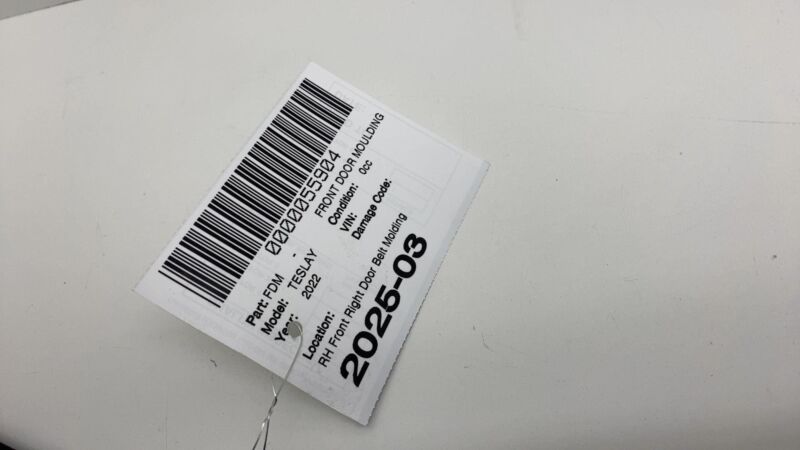 0000055904
Part: FDM - FRONT DOOR MOULDING
Model: TESLAY Condition: 0cc
Year: 2022 VIN:
Damage Code:
Location:
RH Front Right Door Belt Molding
2025-03